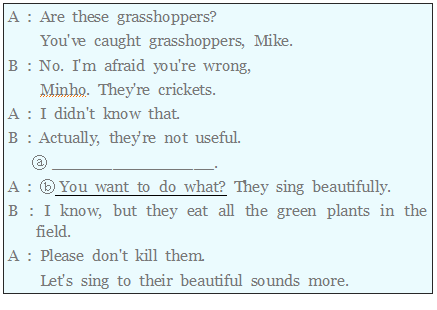 A : Are these grasshoppers?
You've caught grasshoppers, Mike.
B : No. I'm afraid you're wrong,
Minho. They're crickets.
A : I didn't know that.
B : Actually, they're not useful.
ⓐ ____________________.
A : ⓑ You want to do what? They sing beautifully.
B : I know, but they eat all the green plants in the
field.
A : Please don't kill them.
Let's sing to their beautiful sounds more.